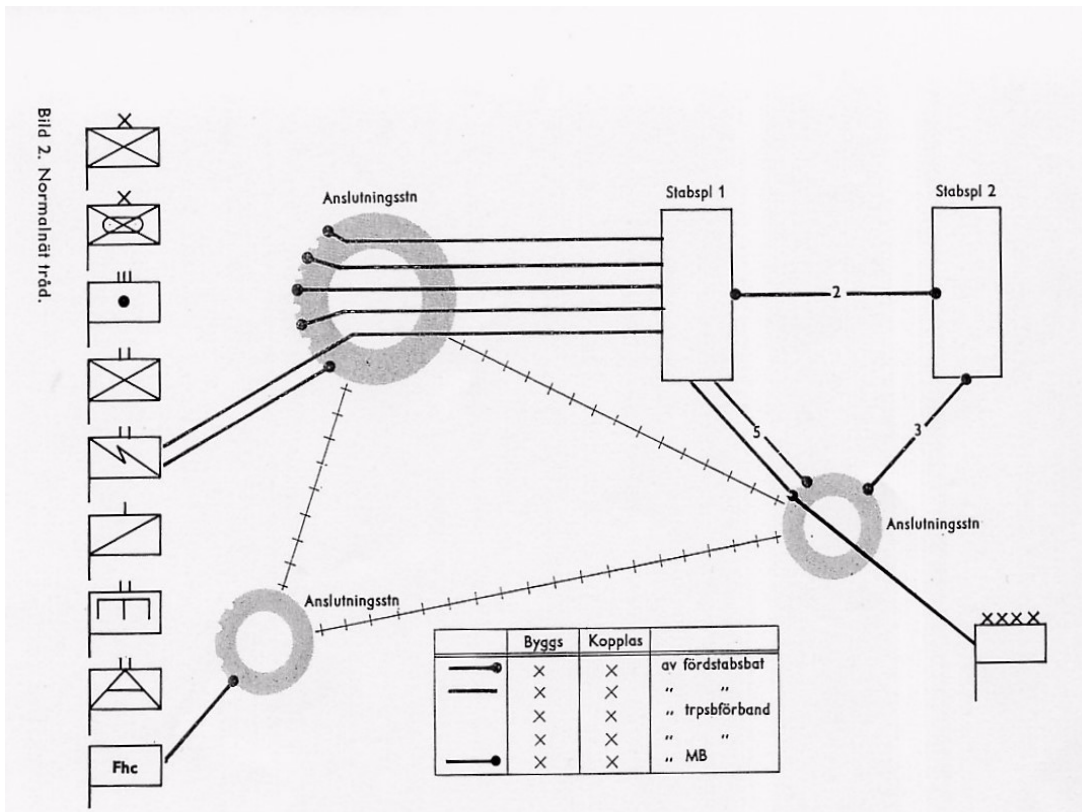 Bild 2. Normalnät tråd.
Anslutningsstn
Stabspl 1
Stabspl 2
2
5
3
Anslutningsstn
Anslutningsstn
Fhc
Byggs Kopplas
× × av fördstabsbat
× × „ „
× × „ trpsbförband
× × „ „
× × „ MB